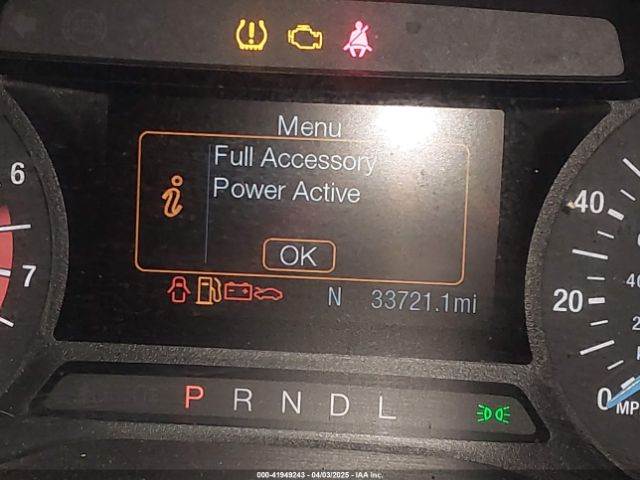 Menu
Full Accessory
Power Active
OK
N 33721.1mi
6
7
40
20
0
MP
P R N D L
000-41949243 - 04/03/2025 - IAA Inc.